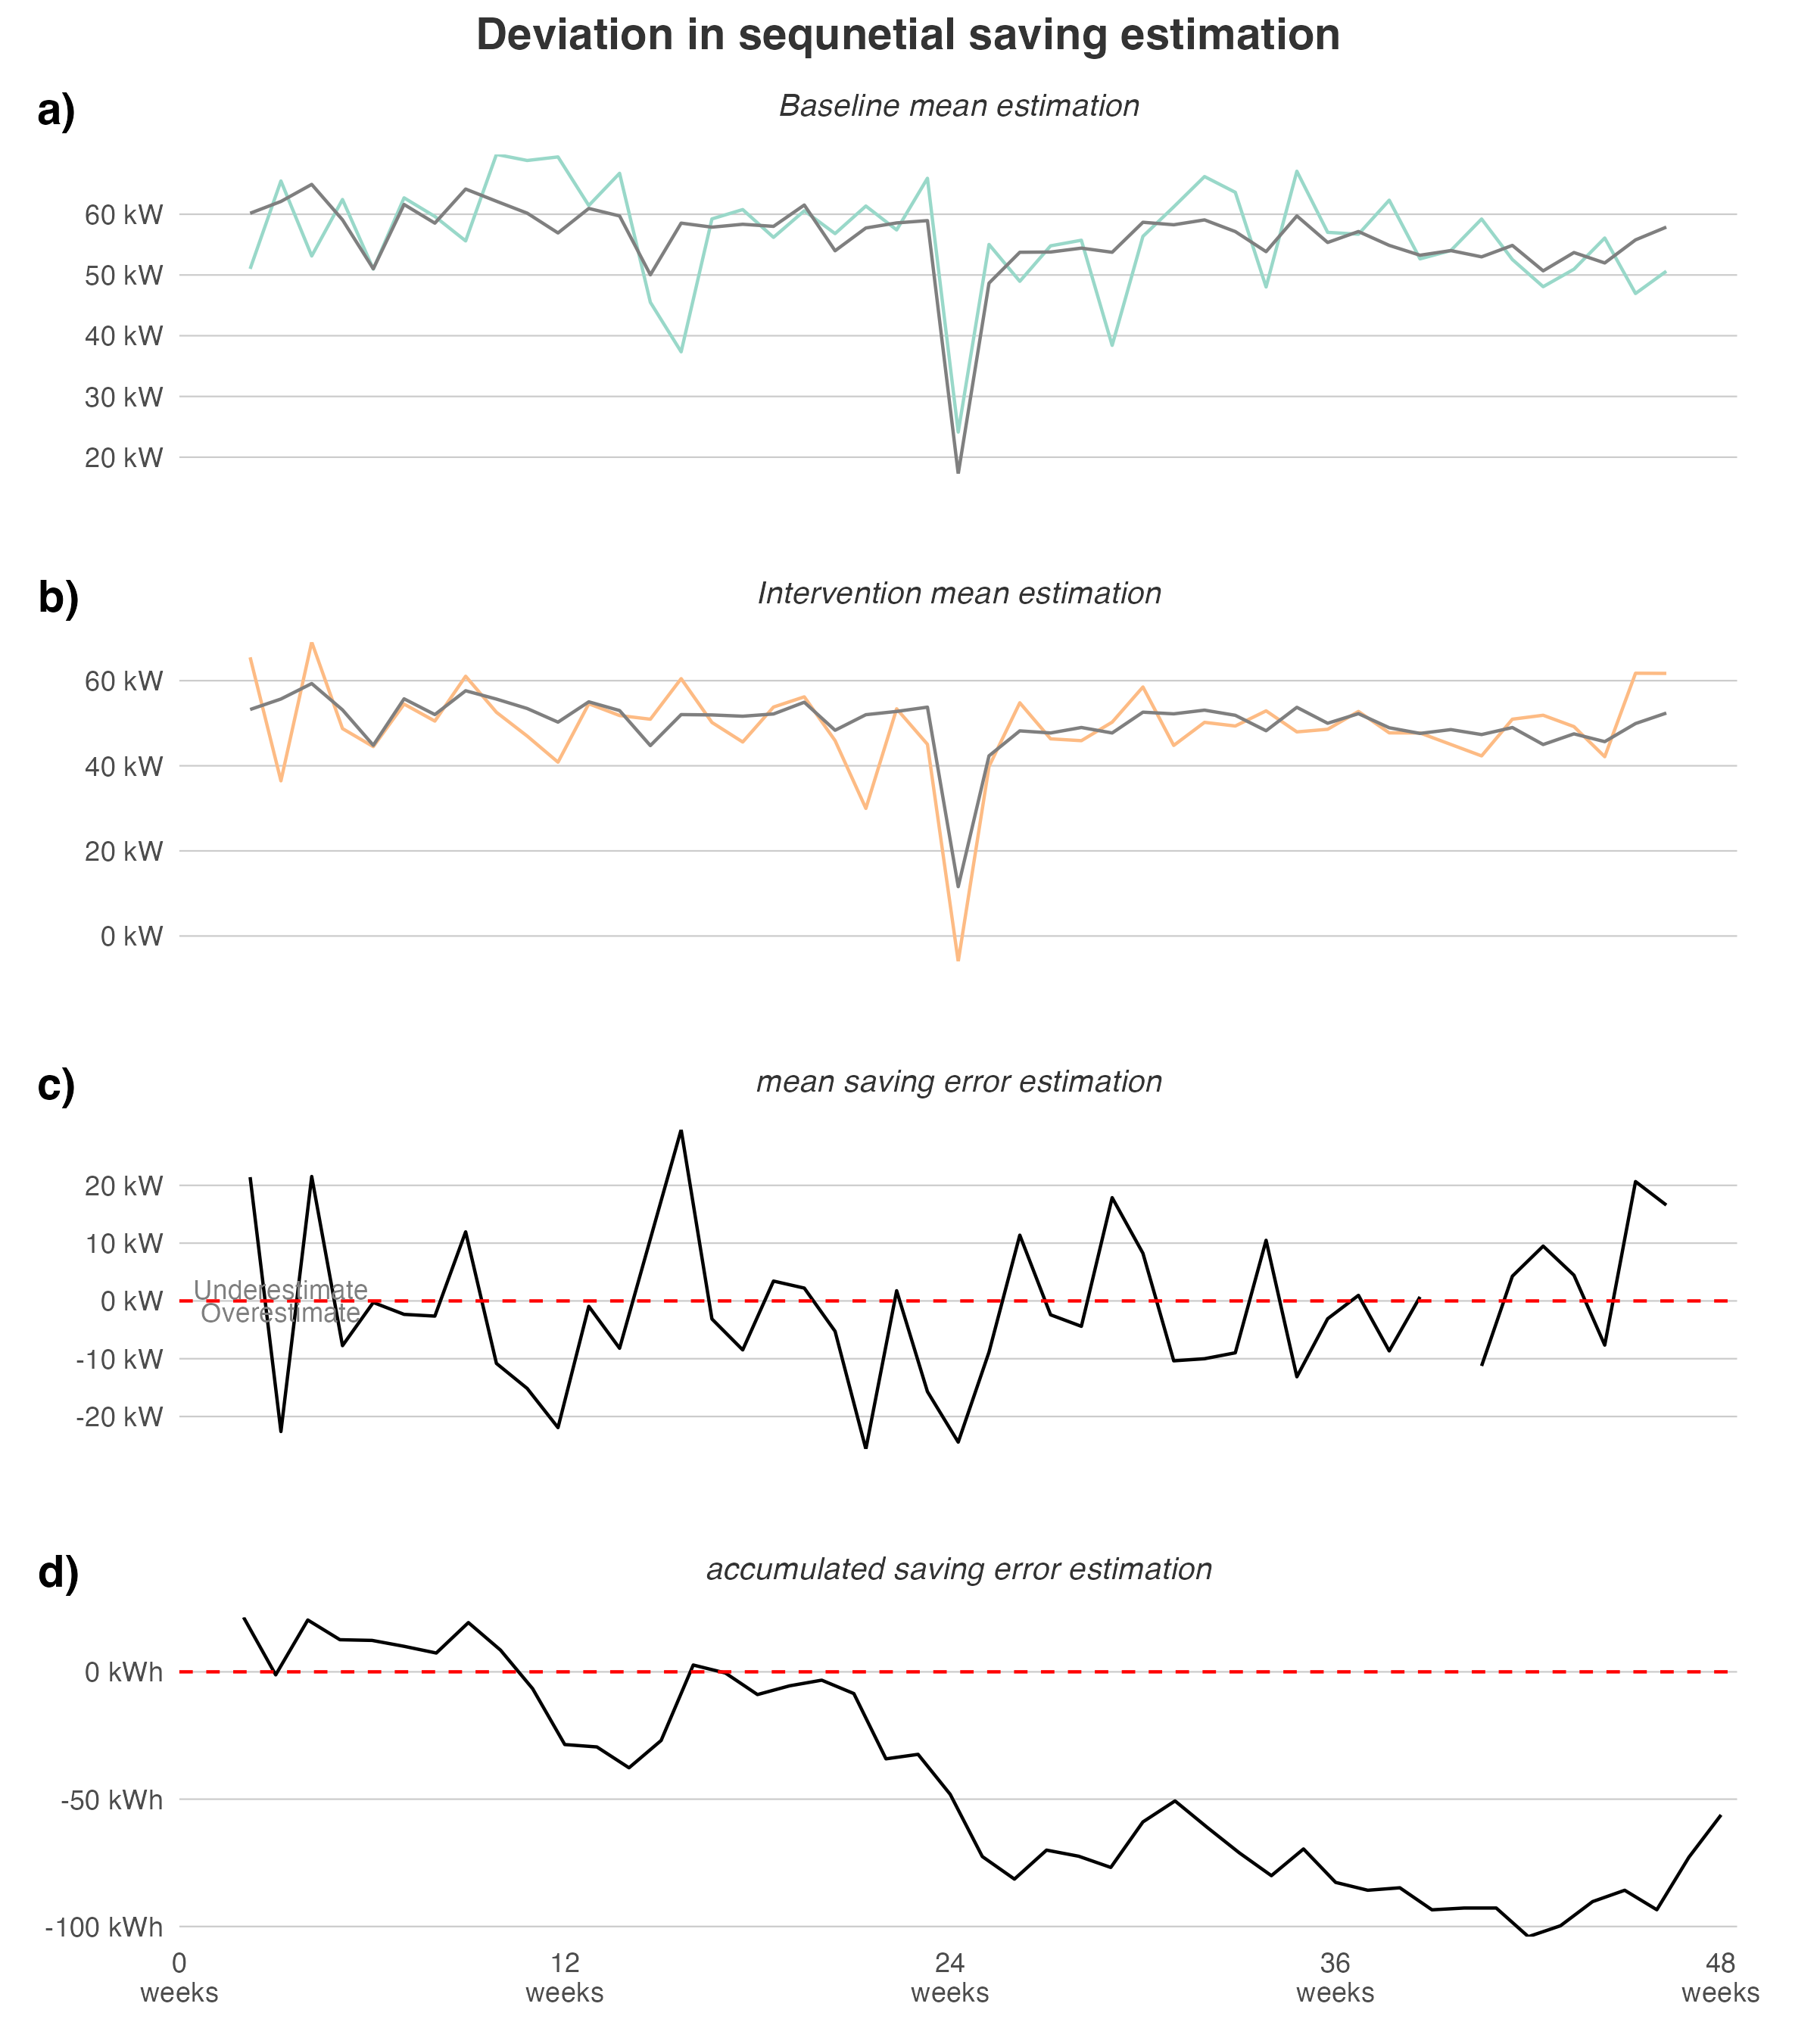 Deviation in sequnetial saving estimation
a)
Baseline mean estimation
60 kW
50 kW
40 kW
30 kW
20 kW
b)
Intervention mean estimation
60 kW
40 kW
20 kW
0 kW
c)
mean saving error estimation
20 kW
10 kW
Underestimate
0 kW
Overestimate
-10 kW
-20 kW
d)
accumulated saving error estimation
0 kWh
-50 kWh
-100 kWh
0 12 24 36 48
weeks weeks weeks weeks weeks